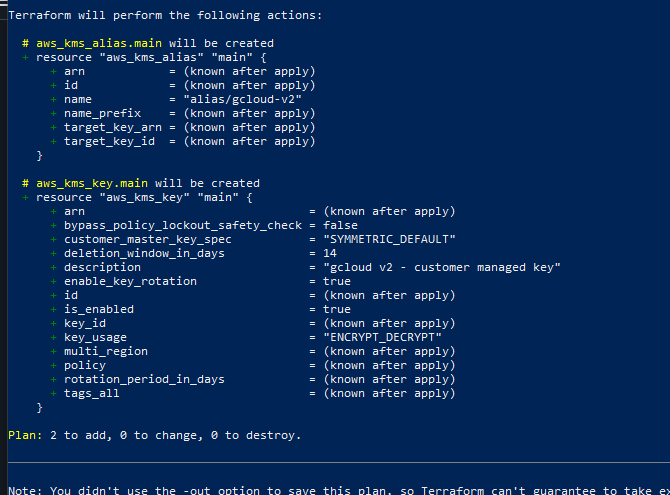 Terraform will perform the following actions:
# aws_kms_alias.main will be created
+ resource "aws_kms_alias" "main" {
+ arn = (known after apply)
+ id = (known after apply)
+ name = "alias/gcloud-v2"
+ name_prefix = (known after apply)
+ target_key_arn = (known after apply)
+ target_key_id = (known after apply)
}
# aws_kms_key.main will be created
+ resource "aws_kms_key" "main" {
+ arn = (known after apply)
+ bypass_policy_lockout_safety_check = false
+ customer_master_key_spec = "SYMMETRIC_DEFAULT"
+ deletion_window_in_days = 14
+ description = "gcloud v2 - customer managed key"
+ enable_key_rotation = true
+ id = (known after apply)
+ is_enabled = true
+ key_id = (known after apply)
+ key_usage = "ENCRYPT_DECRYPT"
+ multi_region = (known after apply)
+ policy = (known after apply)
+ rotation_period_in_days = (known after apply)
+ tags_all = (known after apply)
}
Plan: 2 to add, 0 to change, 0 to destroy.
Note: You didn't use the -out option to save this plan, so Terraform can't guarantee to take